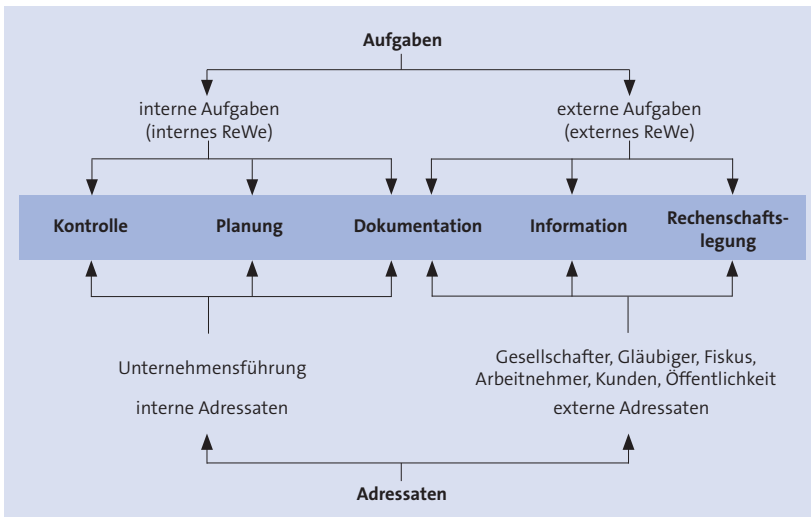 Aufgaben
interne Aufgaben
(internes ReWe)
externe Aufgaben
(externes ReWe)
Kontrolle
Planung
Dokumentation
Information
Rechenschafts-
legung
Unternehmensführung
interne Adressaten
Gesellschafter, Gläubiger, Fiskus,
Arbeitnehmer, Kunden, Öffentlichkeit
externe Adressaten
Adressaten